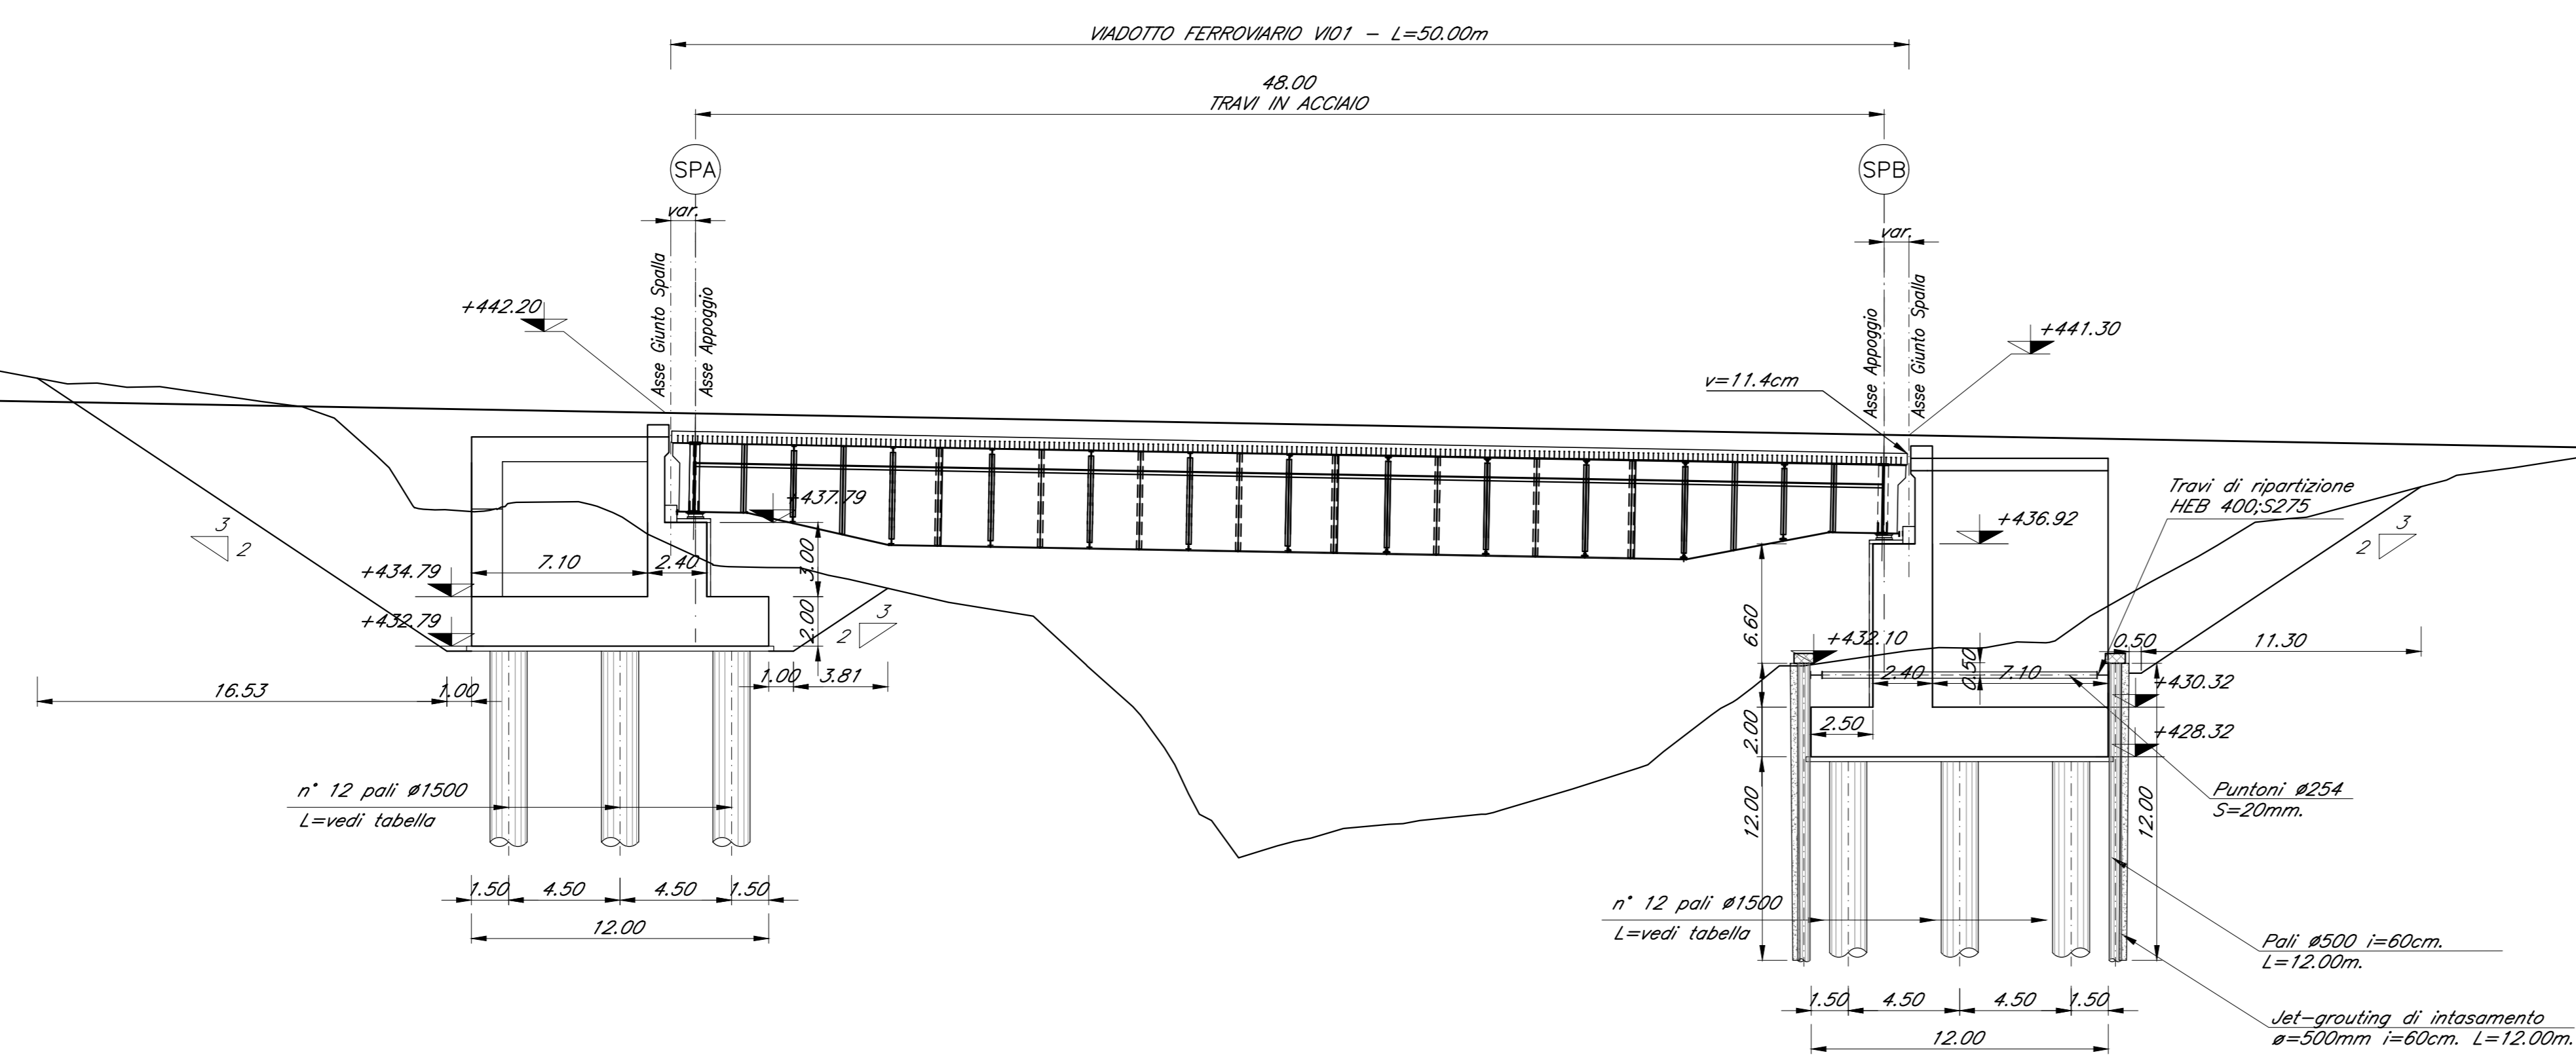 VIADOTTO FERROVIARIO VI01 - L=50.00m
48.00
TRAVI IN ACCIAIO
SPA
SPB
var.
var.
Asse Giunto Spalla
Asse Appoggio
Asse Appoggio
Asse Giunto Spalla
+442.20
+441.30
v=11.4cm
+437.79
+436.92
Travi di ripartizione
HEB 400;S275
3
2
3
2
7.10
2.40
3.00
+434.79
+432.79
2.00
3
2
6.60
+432.10
0.50
11.30
2.40
0.50
7.10
+430.32
16.53
1.00
1.00
3.81
2.50
2.00
+428.32
n° 12 pali ø1500
L=vedi tabella
Puntoni ø254
S=20mm.
12.00
12.00
1.50
4.50
4.50
1.50
12.00
n° 12 pali ø1500
L=vedi tabella
Pali ø500 i=60cm.
L=12.00m.
1.50
4.50
4.50
1.50
12.00
Jet-grouting di intasamento
ø=500mm i=60cm. L=12.00m.